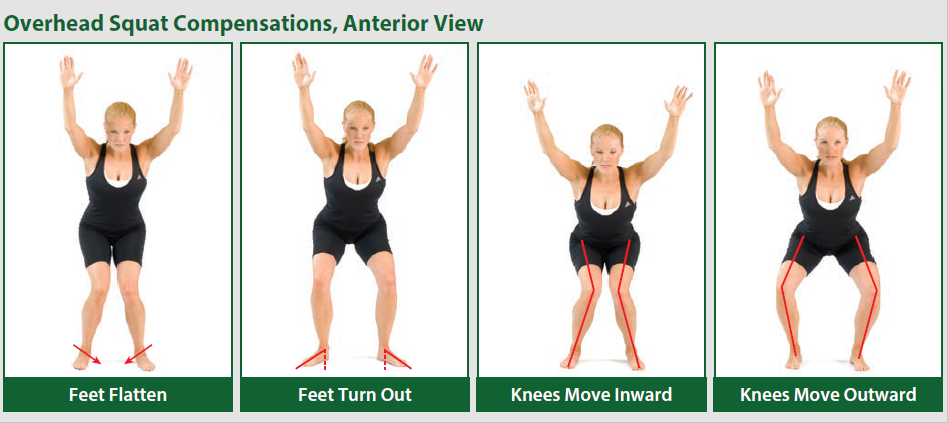 Overhead Squat Compensations, Anterior View
Feet Flatten
Feet Turn Out
Knees Move Inward
Knees Move Outward